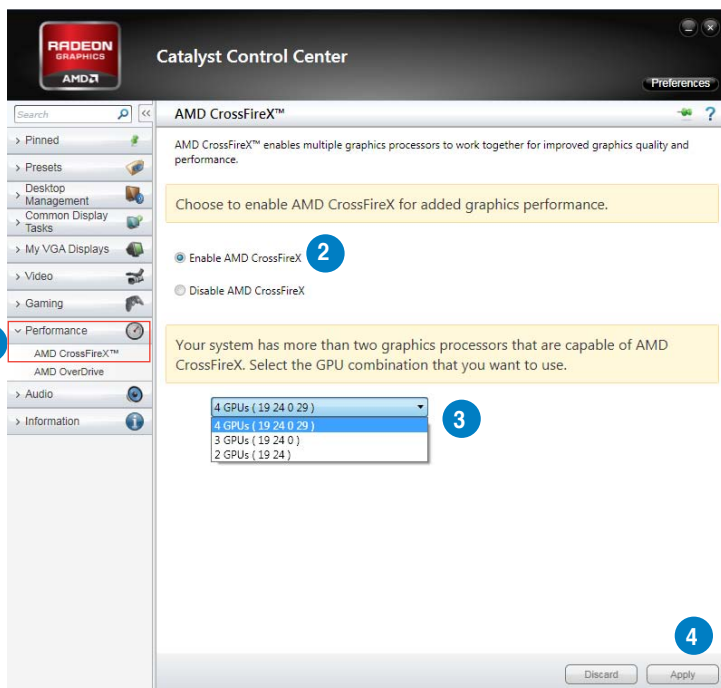 RADEON
GRAPHICS
AMD
Catalyst Control Center
Preferences
Search
<<
AMD CrossFireX™
?
> Pinned
> Presets
> Desktop
Management
> Common Display
Tasks
> My VGA Displays
> Video
> Gaming
Performance
AMD CrossFireX™
AMD OverDrive
> Audio
> Information
AMD CrossFireX™ enables multiple graphics processors to work together for improved graphics quality and
performance.
Choose to enable AMD CrossFireX for added graphics performance.
Enable AMD CrossFireX
2
Disable AMD CrossFireX
Your system has more than two graphics processors that are capable of AMD
CrossFireX. Select the GPU combination that you want to use.
4 GPUs ( 19 24 0 29 )
4 GPUs ( 19 24 0 29 )
3 GPUs ( 19 24 0 )
2 GPUs ( 19 24 )
3
4
Discard
Apply